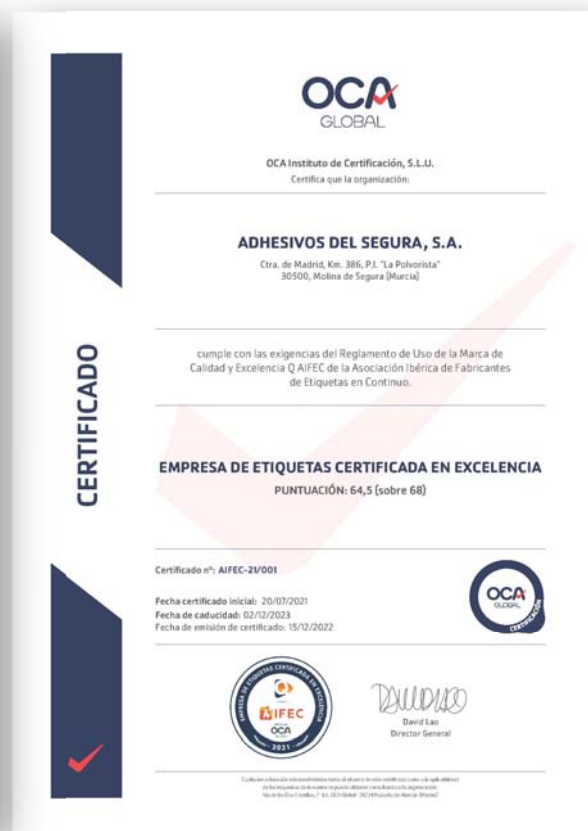 OCA
GLOBAL
OCA Instituto de Certificación, S.L.U.
Certifica que la organización:
ADHESIVOS DEL SEGURA, S.A.
Ctra. de Madrid, Km. 386, P.I. "La Polvorista"
30500, Molina de Segura (Murcia)
cumple con las exigencias del Reglamento de Uso de la Marca de
Calidad y Excelencia Q AIFEC de la Asociación Ibérica de Fabricantes
de Etiquetas en Continuo.
CERTIFICADO
EMPRESA DE ETIQUETAS CERTIFICADA EN EXCELENCIA
PUNTUACIÓN: 64,5 (sobre 68)
Certificado nº: AIFEC-21/001
Fecha certificado inicial: 20/07/2021
Fecha de caducidad: 02/12/2023
Fecha de emisión de certificado: 15/12/2022
OCA
GLOBAL
CERTIFICACIÓN
EMPRESA DE ETIQUETAS CERTIFICADA EN EXCELENCIA
Q
AIFEC
OCA
2021
David Lao
Director General